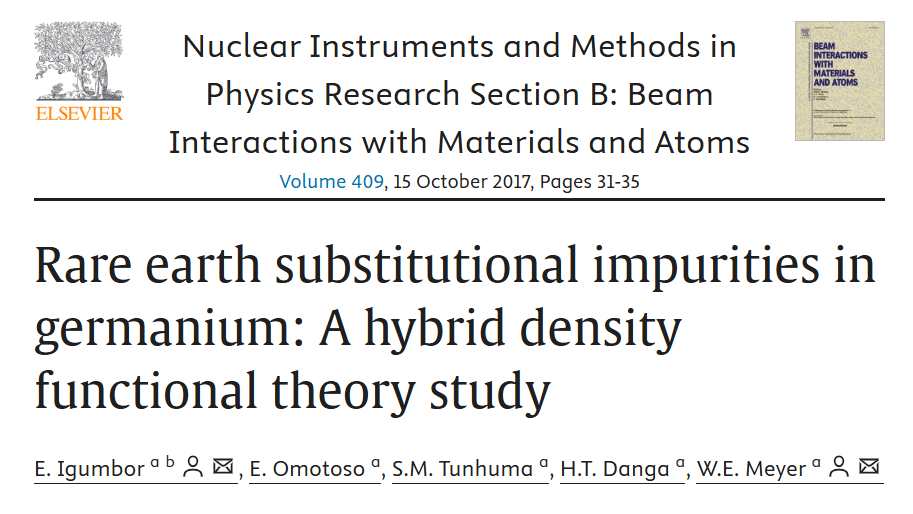 ELSEVIER
Nuclear Instruments and Methods in
Physics Research Section B: Beam
Interactions with Materials and Atoms
Volume 409, 15 October 2017, Pages 31-35
BEAM
INTERACTIONS
WITH
MATERIALS
AND ATOMS
Rare earth substitutional impurities in
germanium: A hybrid density
functional theory study
E. Igumbor a b, E. Omotoso a, S.M. Tunhuma a, H.T. Danga a, W.E. Meyer a